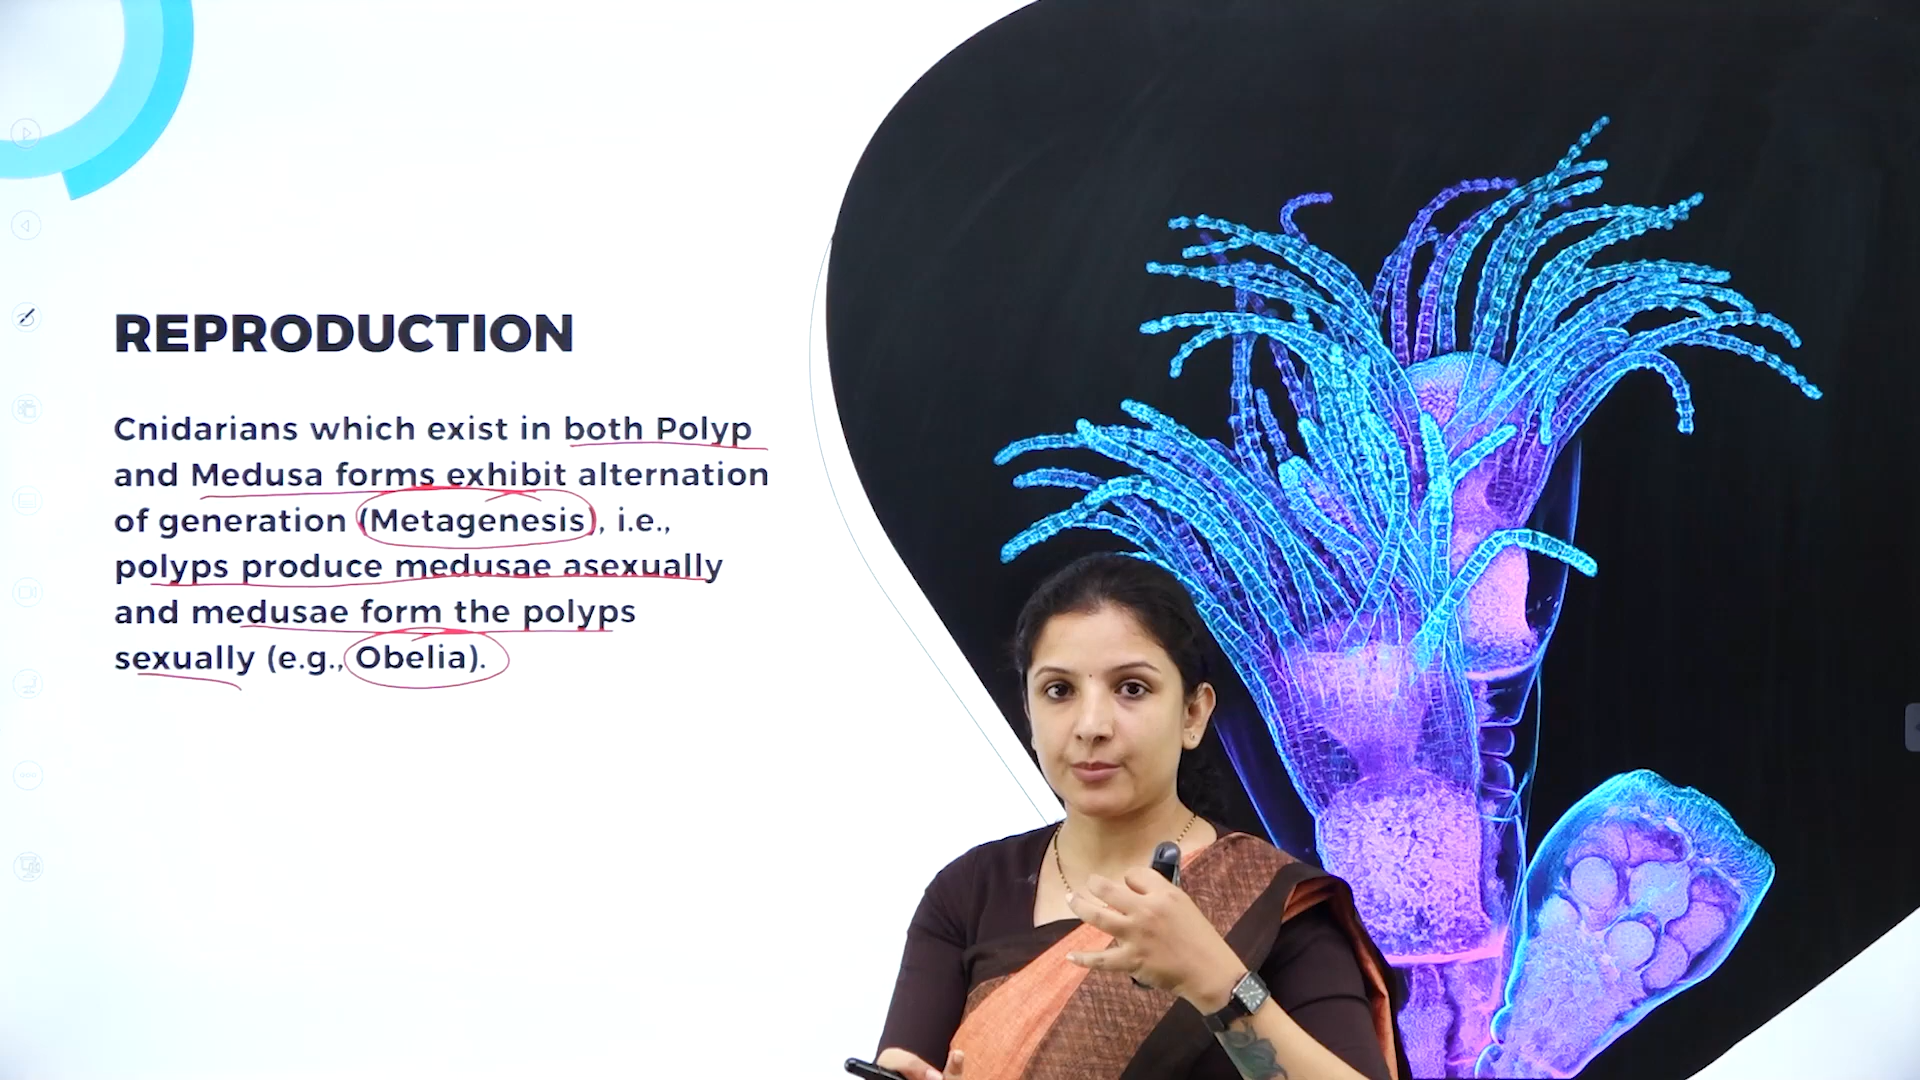 REPRODUCTION
Cnidarians which exist in both Polyp
and Medusa forms exhibit alternation
of generation (Metagenesis), i.e.,
polyps produce medusae asexually
and medusae form the polyps
sexually (e.g., Obelia).